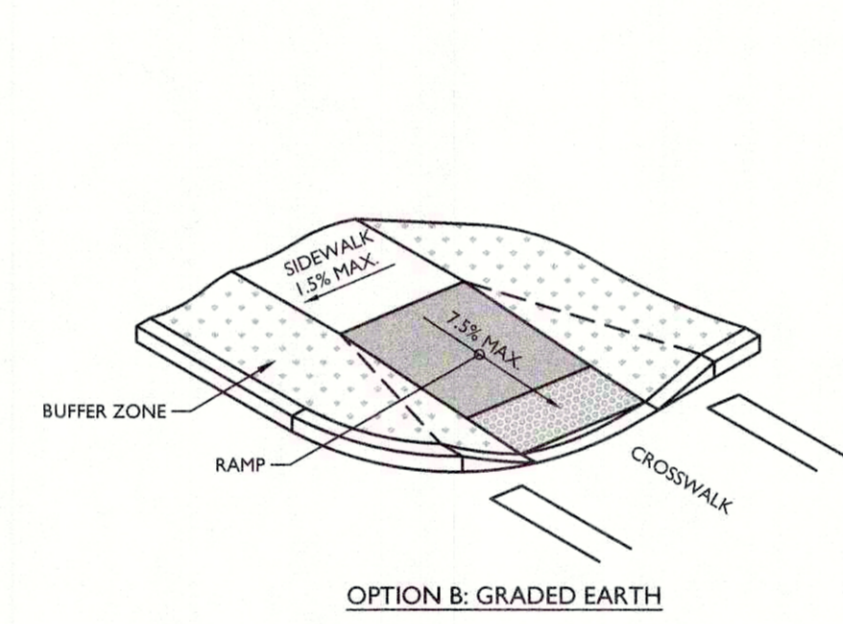 SIDEWALK
1.5% MAX.
7.5% MAX.
BUFFER ZONE
RAMP
CROSSWALK
OPTION B: GRADED EARTH